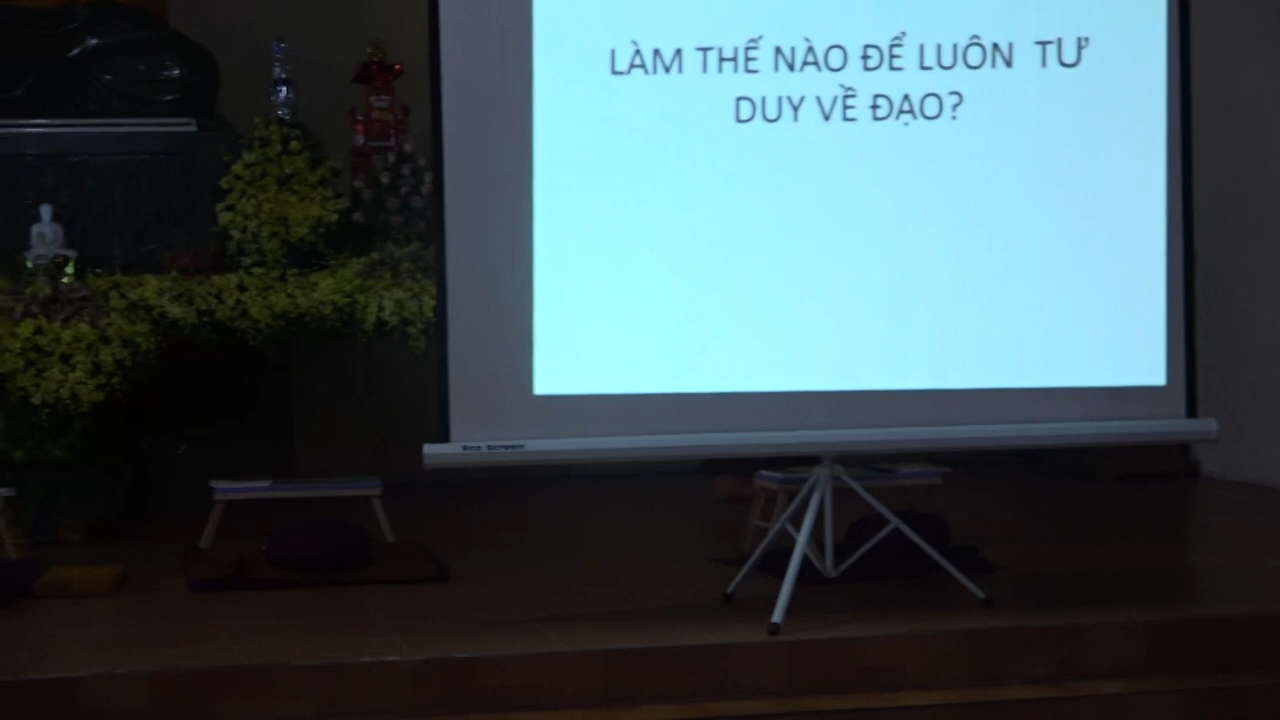 LÀM THẾ NÀO ĐỂ LUÔN TƯ
DUY VỀ ĐẠO?